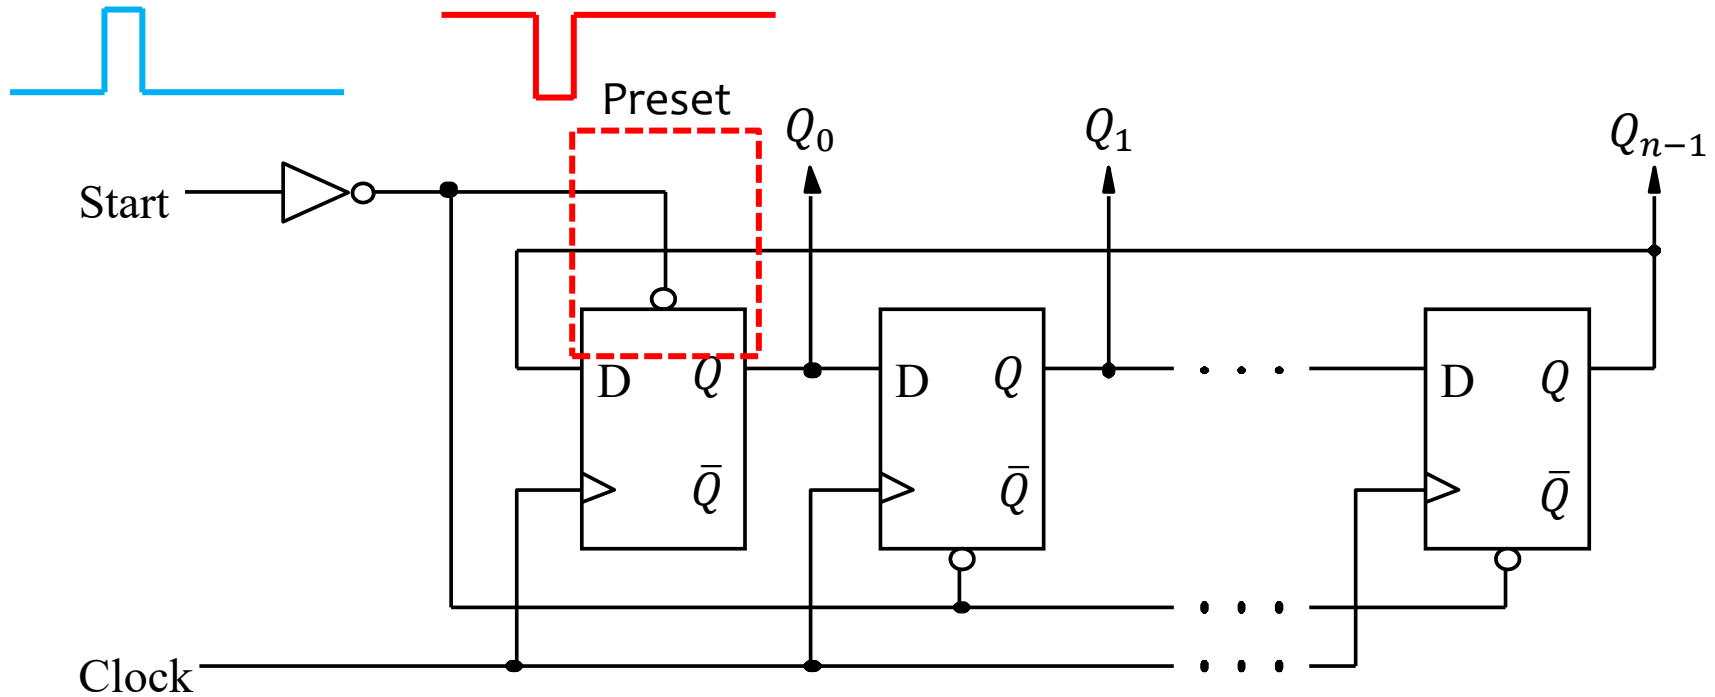 Preset
Q₀ Q₁ Qₙ₋₁
Start
D Q D Q . . . D Q
Q̅ Q̅ Q̅
Clock